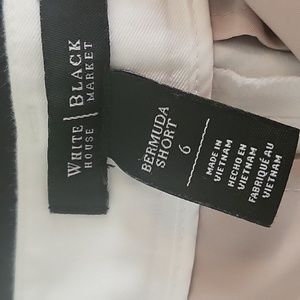 WHITE | BLACK
HOUSE | MARKET
BERMUDA
SHORT
6
MADE IN
VIETNAM
HECHO EN
VIETNAM
FABRIQUÉ AU
VIETNAM